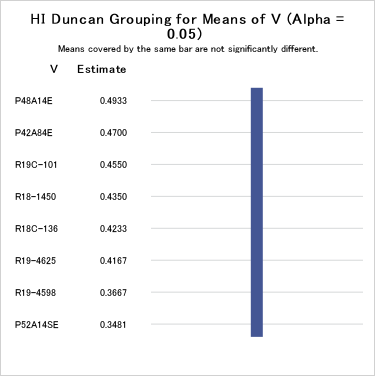 HI Duncan Grouping for Means of V (Alpha =
0.05)
Means covered by the same bar are not significantly different.
V Estimate
P48A14E 0.4933
P42A84E 0.4700
R19C-101 0.4550
R18-1450 0.4350
R18C-136 0.4233
R19-4625 0.4167
R19-4598 0.3667
P52A14SE 0.3481